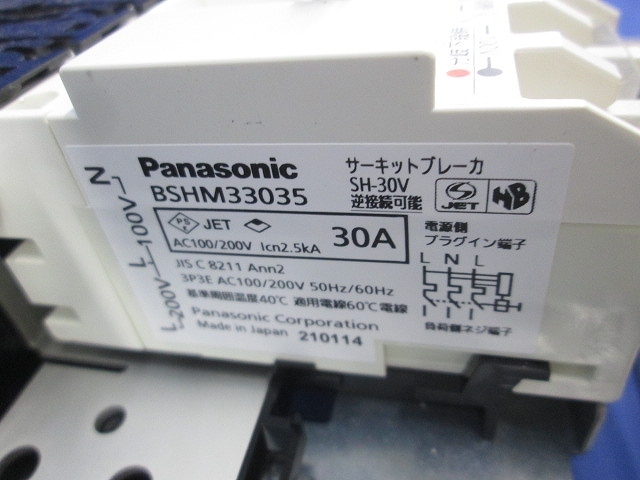 Panasonic
BSHM33035
サーキットブレーカ
SH-30V
逆接続可能
JET
HB
PS E JET
AC100/200V Icn2.5kA
30A
JIS C 8211 Ann2
3P3E AC100/200V 50Hz/60Hz
基準周囲温度40℃ 適用電線60℃電線
Panasonic Corporation
Made in Japan 210114
電源側
プラグイン端子
L N L
負荷側ネジ端子
N
100V
L
200V
L